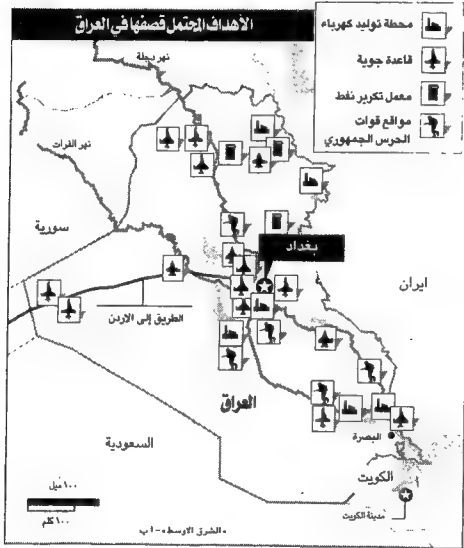 الأهداف المحتمل قصفها في العراق
محطة توليد كهرباء
قاعدة جوية
معمل تكرير نفط
مواقع قوات
الحرس الجمهوري
نهر دجلة
نهر الفرات
سورية
بغداد
ايران
الطريق إلى الاردن
العراق
السعودية
البصرة
الكويت
مدينة الكويت
١٠٠ ميل
١٠٠ كلم
«الشرق الاوسط» - ا ب